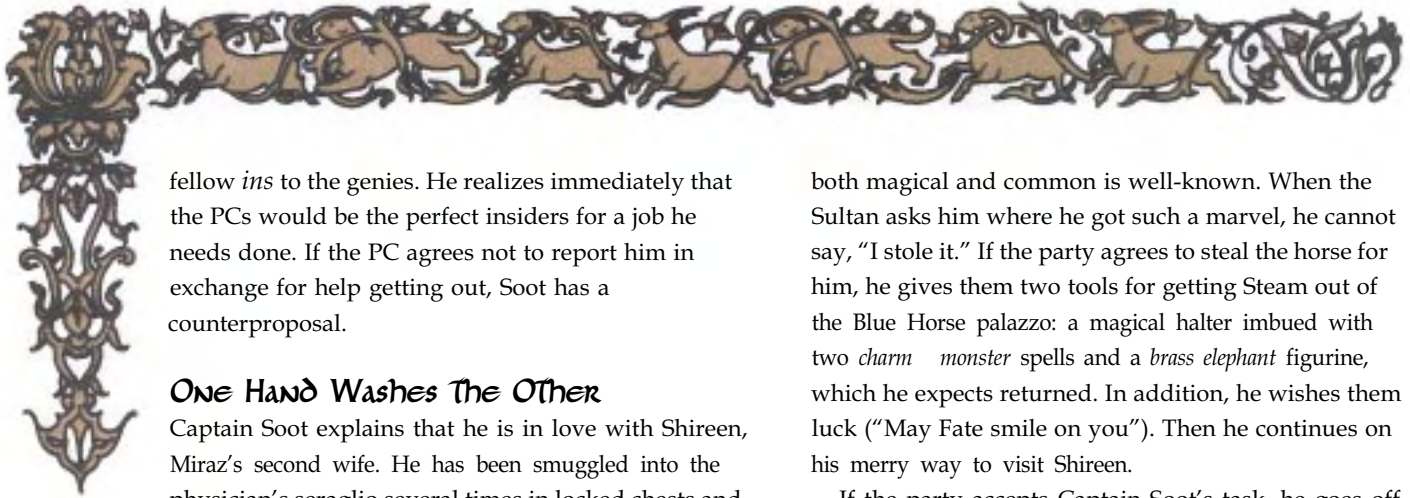 fellow ins to the genies. He realizes immediately that
the PCs would be the perfect insiders for a job he
needs done. If the PC agrees not to report him in
exchange for help getting out, Soot has a
counterproposal.
One Hand Washes The Other
Captain Soot explains that he is in love with Shireen,
Miraz’s second wife. He has been smuggled into the
physician’s seraglio several times in locked chests and
both magical and common is well-known. When the
Sultan asks him where he got such a marvel, he cannot
say, “I stole it.” If the party agrees to steal the horse for
him, he gives them two tools for getting Steam out of
the Blue Horse palazzo: a magical halter imbued with
two charm monster spells and a brass elephant figurine,
which he expects returned. In addition, he wishes them
luck (“May Fate smile on you”). Then he continues on
his merry way to visit Shireen.
If the party accepts Captain Soot’s task, he goes off